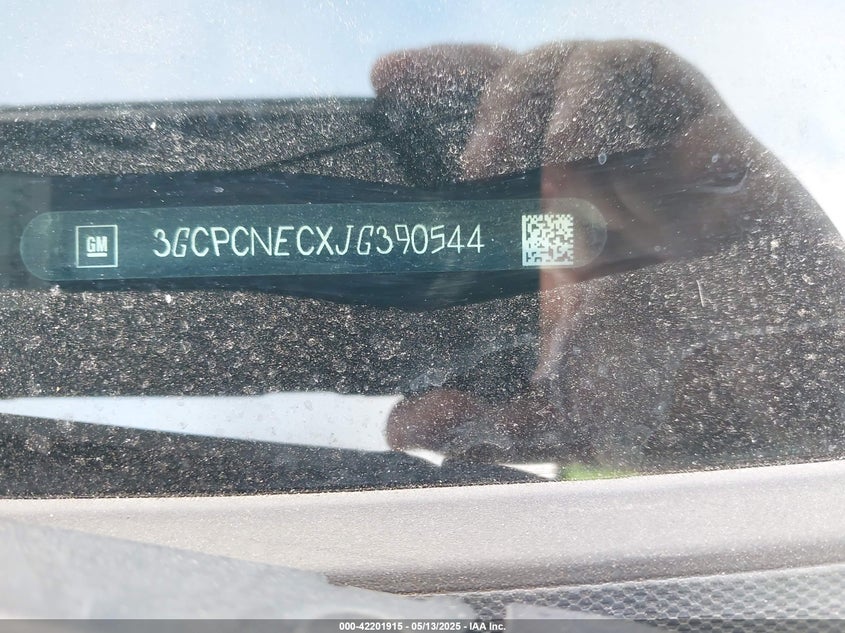 GM 3GCPCNECXJG390544
000-42201915 - 05/13/2025 - IAA Inc.